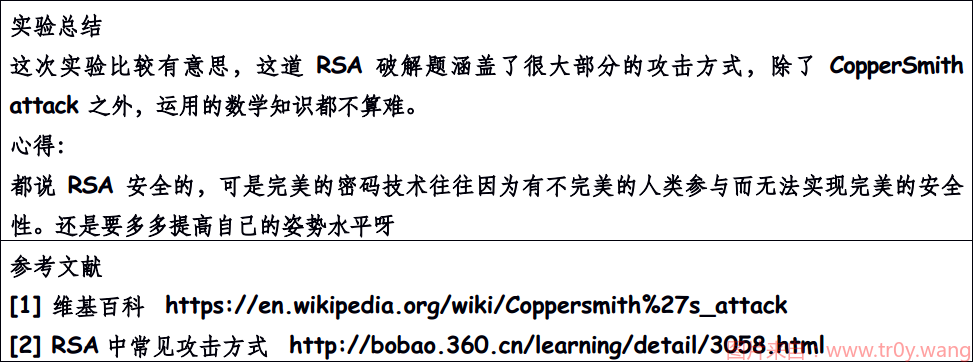 实验总结
这次实验比较有意思，这道 RSA 破解题涵盖了很大部分的攻击方式，除了 CopperSmith
attack 之外，运用的数学知识都不算难。
心得：
都说 RSA 安全的，可是完美的密码技术往往因为有不完美的人类参与而无法实现完美的安全
性。还是要多多提高自己的姿势水平呀
参考文献
[1] 维基百科 https://en.wikipedia.org/wiki/Coppersmith%27s_attack
[2] RSA 中常见攻击方式 http://bobao.360.cn/learning/detail/3058.html
图片来自：www.tr0y.wang